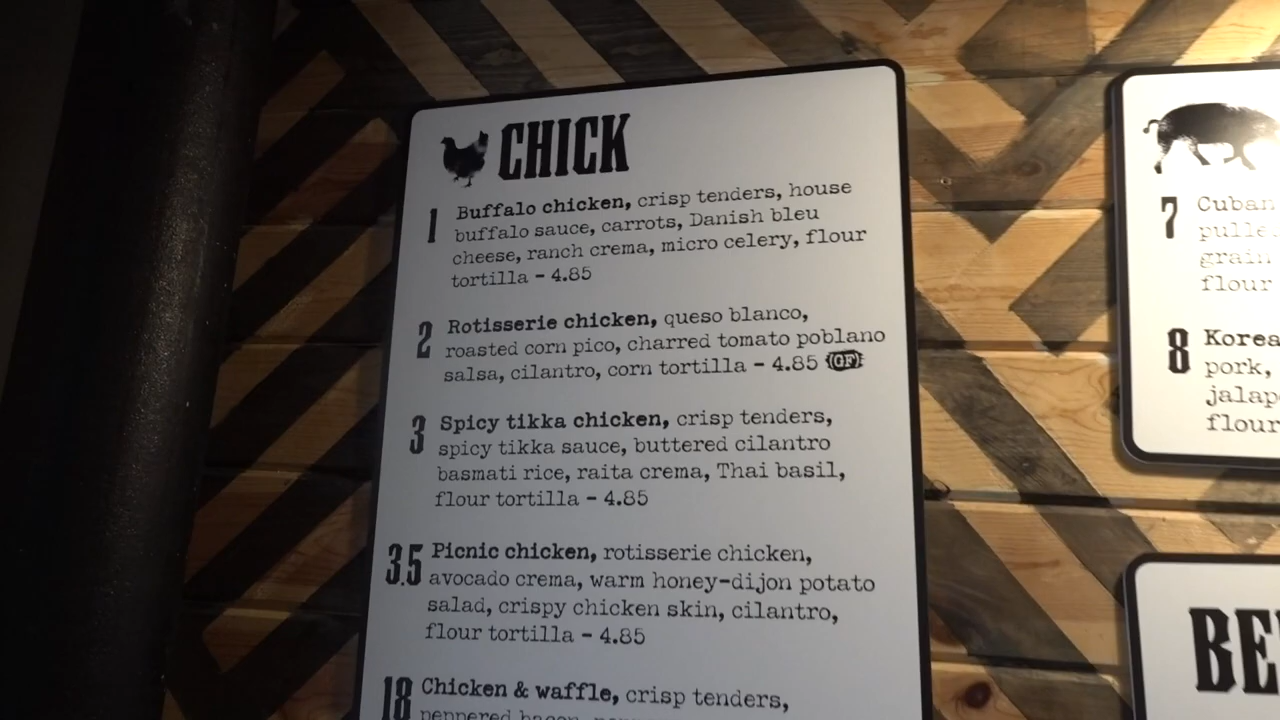 CHICK
1 Buffalo chicken, crisp tenders, house
buffalo sauce, carrots, Danish bleu
cheese, ranch crema, micro celery, flour
tortilla - 4.85
2 Rotisserie chicken, queso blanco,
roasted corn pico, charred tomato poblano
salsa, cilantro, corn tortilla - 4.85 GF
3 Spicy tikka chicken, crisp tenders,
spicy tikka sauce, buttered cilantro
basmati rice, raita crema, Thai basil,
flour tortilla - 4.85
3.5 Picnic chicken, rotisserie chicken,
avocado crema, warm honey-dijon potato
salad, crispy chicken skin, cilantro,
flour tortilla - 4.85
18 Chicken & waffle, crisp tenders,
peppered bacon,
7 Cuban
grain
flour
8
pork,
flour